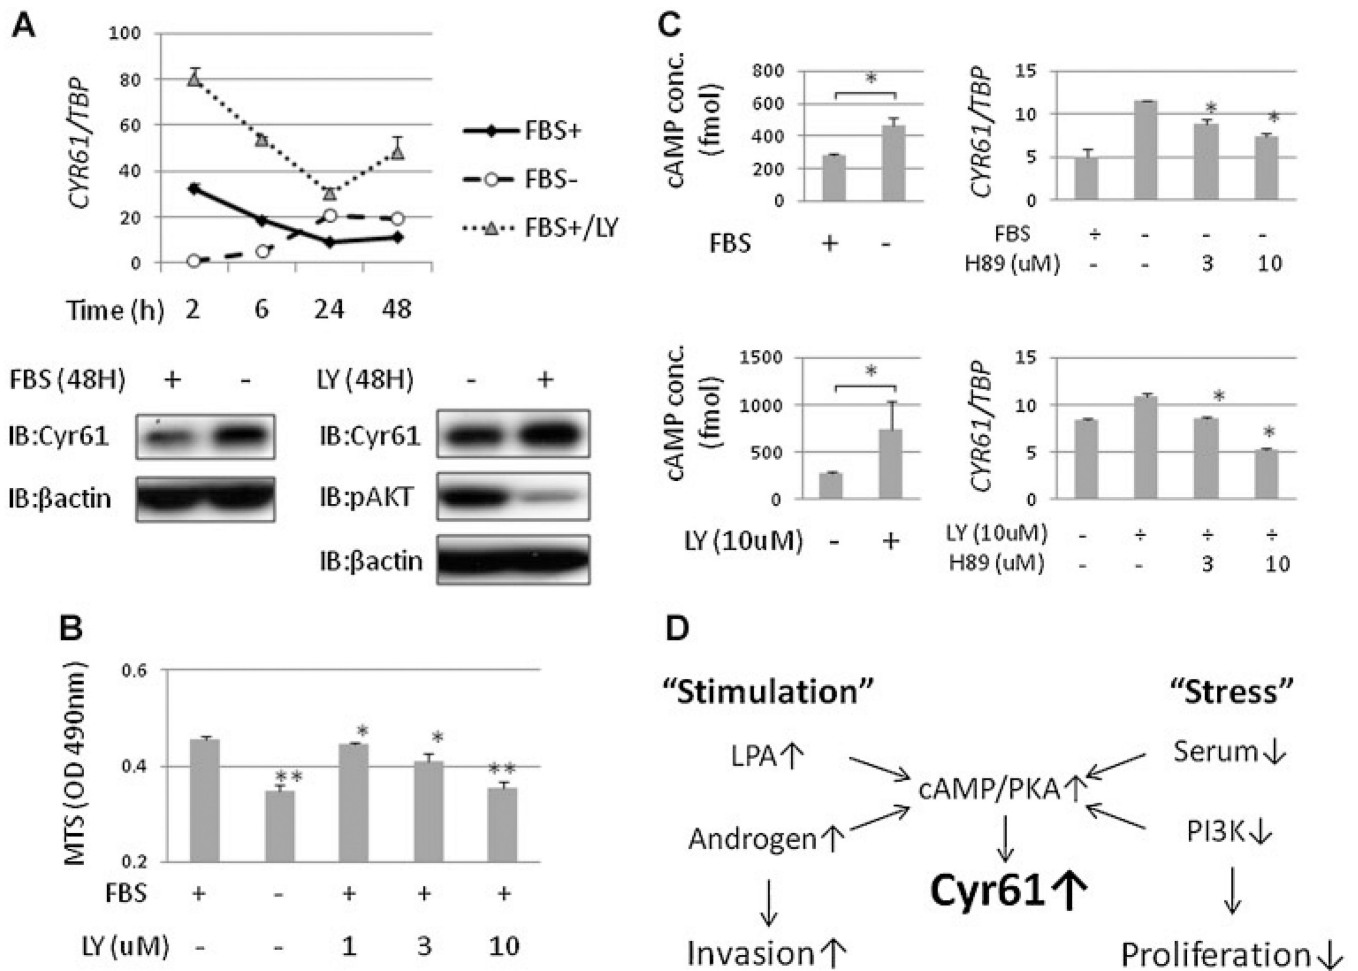 A
100
80
60
40
20
0
CYR61/TBP
FBS+
FBS-
FBS+/LY
Time (h) 2 6 24 48
FBS (48H) + -
IB:Cyr61
IB:βactin
LY (48H) - +
IB:Cyr61
IB:pAKT
IB:βactin
B
0.6
0.4
0.2
MTS (OD 490nm)
** * * **
FBS + - + + +
LY (uM) - - 1 3 10
C
800
600
400
200
0
cAMP conc.
(fmol)
*
FBS + -
15
10
5
0
CYR61/TBP
* *
FBS ÷ - - -
H89 (uM) - - 3 10
1500
1000
500
0
cAMP conc.
(fmol)
*
LY (10uM) - +
15
10
5
0
CYR61/TBP
* *
LY (10uM) - ÷ ÷ ÷
H89 (uM) - - 3 10
D
“Stimulation” “Stress”
LPA↑ Serum↓
cAMP/PKA↑
Androgen↑ PI3K↓
Cyr61↑
Invasion↑ Proliferation↓